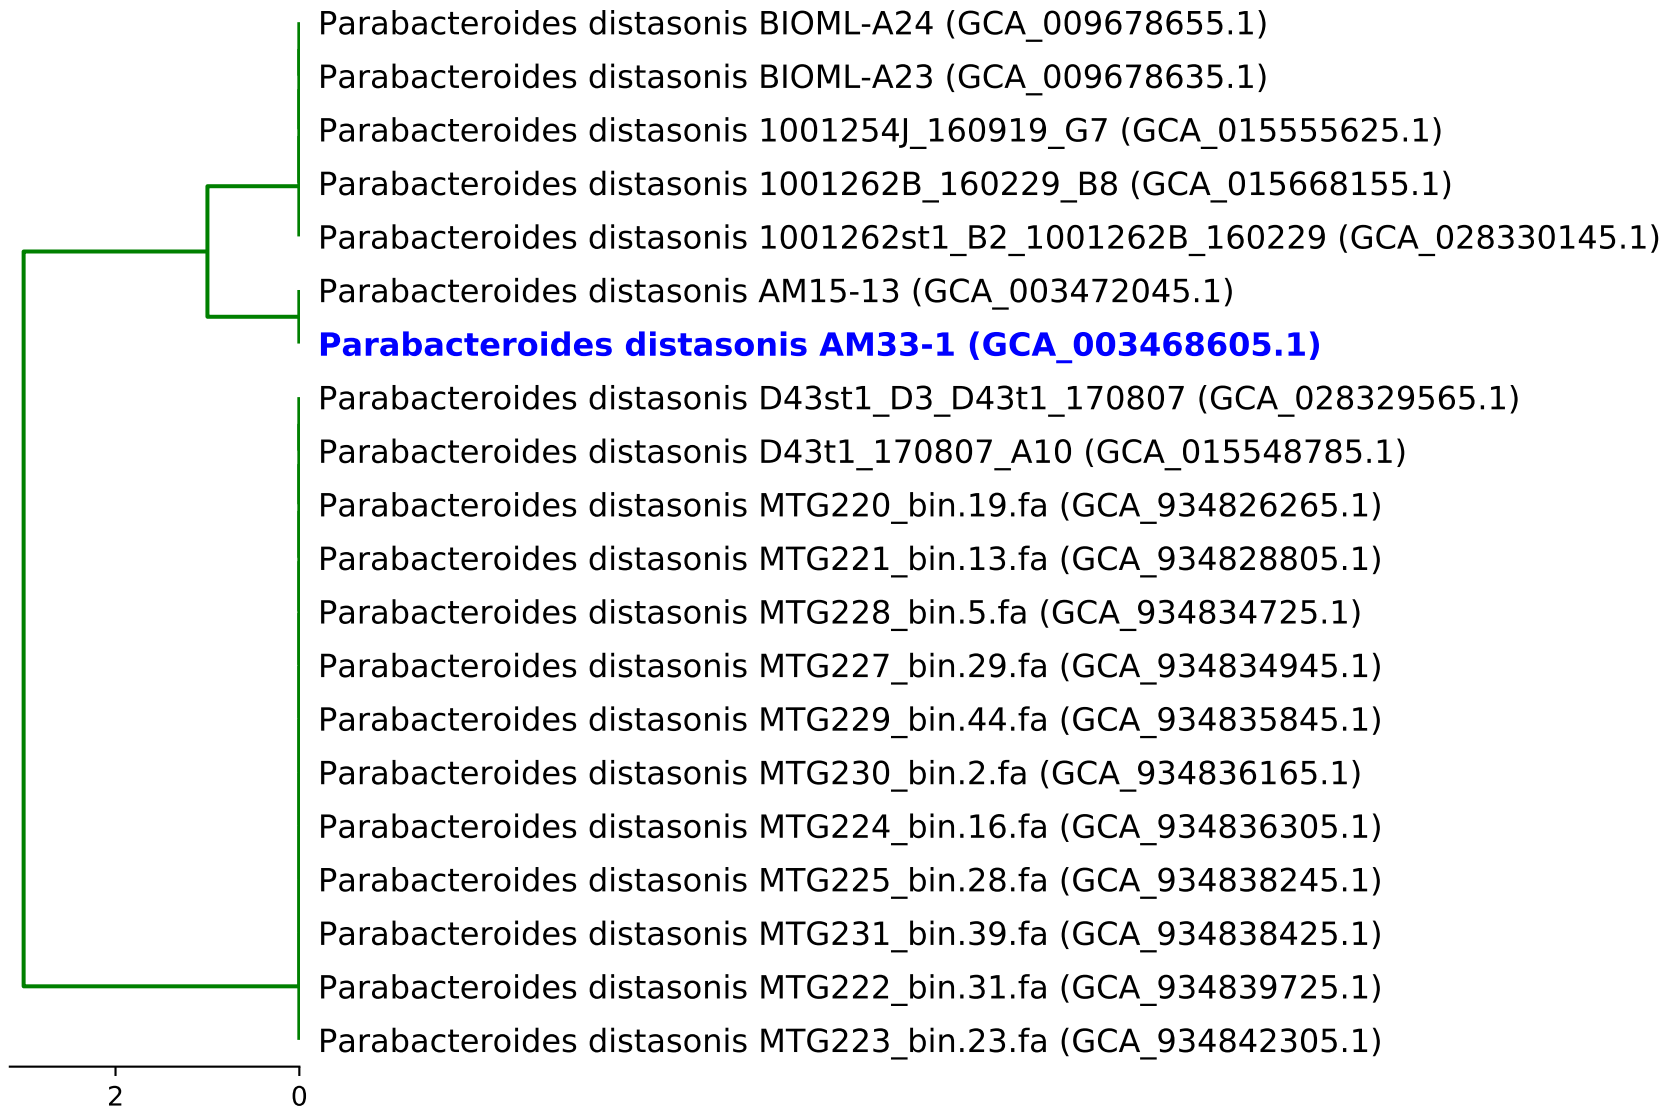 Parabacteroides distasonis BIOML-A24 (GCA_009678655.1)
Parabacteroides distasonis BIOML-A23 (GCA_009678635.1)
Parabacteroides distasonis 1001254J_160919_G7 (GCA_015555625.1)
Parabacteroides distasonis 1001262B_160229_B8 (GCA_015668155.1)
Parabacteroides distasonis 1001262st1_B2_1001262B_160229 (GCA_028330145.1)
Parabacteroides distasonis AM15-13 (GCA_003472045.1)
Parabacteroides distasonis AM33-1 (GCA_003468605.1)
Parabacteroides distasonis D43st1_D3_D43t1_170807 (GCA_028329565.1)
Parabacteroides distasonis D43t1_170807_A10 (GCA_015548785.1)
Parabacteroides distasonis MTG220_bin.19.fa (GCA_934826265.1)
Parabacteroides distasonis MTG221_bin.13.fa (GCA_934828805.1)
Parabacteroides distasonis MTG228_bin.5.fa (GCA_934834725.1)
Parabacteroides distasonis MTG227_bin.29.fa (GCA_934834945.1)
Parabacteroides distasonis MTG229_bin.44.fa (GCA_934835845.1)
Parabacteroides distasonis MTG230_bin.2.fa (GCA_934836165.1)
Parabacteroides distasonis MTG224_bin.16.fa (GCA_934836305.1)
Parabacteroides distasonis MTG225_bin.28.fa (GCA_934838245.1)
Parabacteroides distasonis MTG231_bin.39.fa (GCA_934838425.1)
Parabacteroides distasonis MTG222_bin.31.fa (GCA_934839725.1)
Parabacteroides distasonis MTG223_bin.23.fa (GCA_934842305.1)
2 0